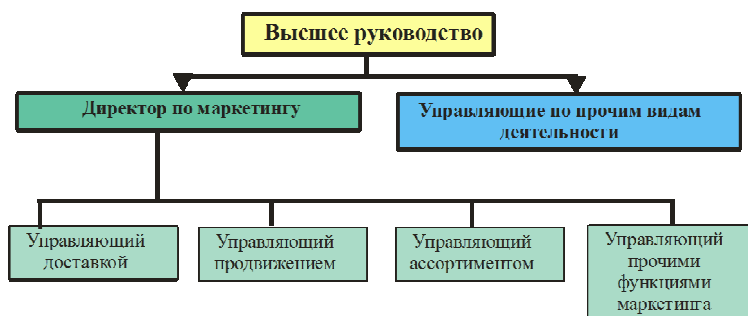 Высшее руководство
Директор по маркетингу
Управляющие по прочим видам
деятельности
Управляющий
доставкой
Управляющий
продвижением
Управляющий
ассортиментом
Управляющий
прочими
функциями
маркетинга